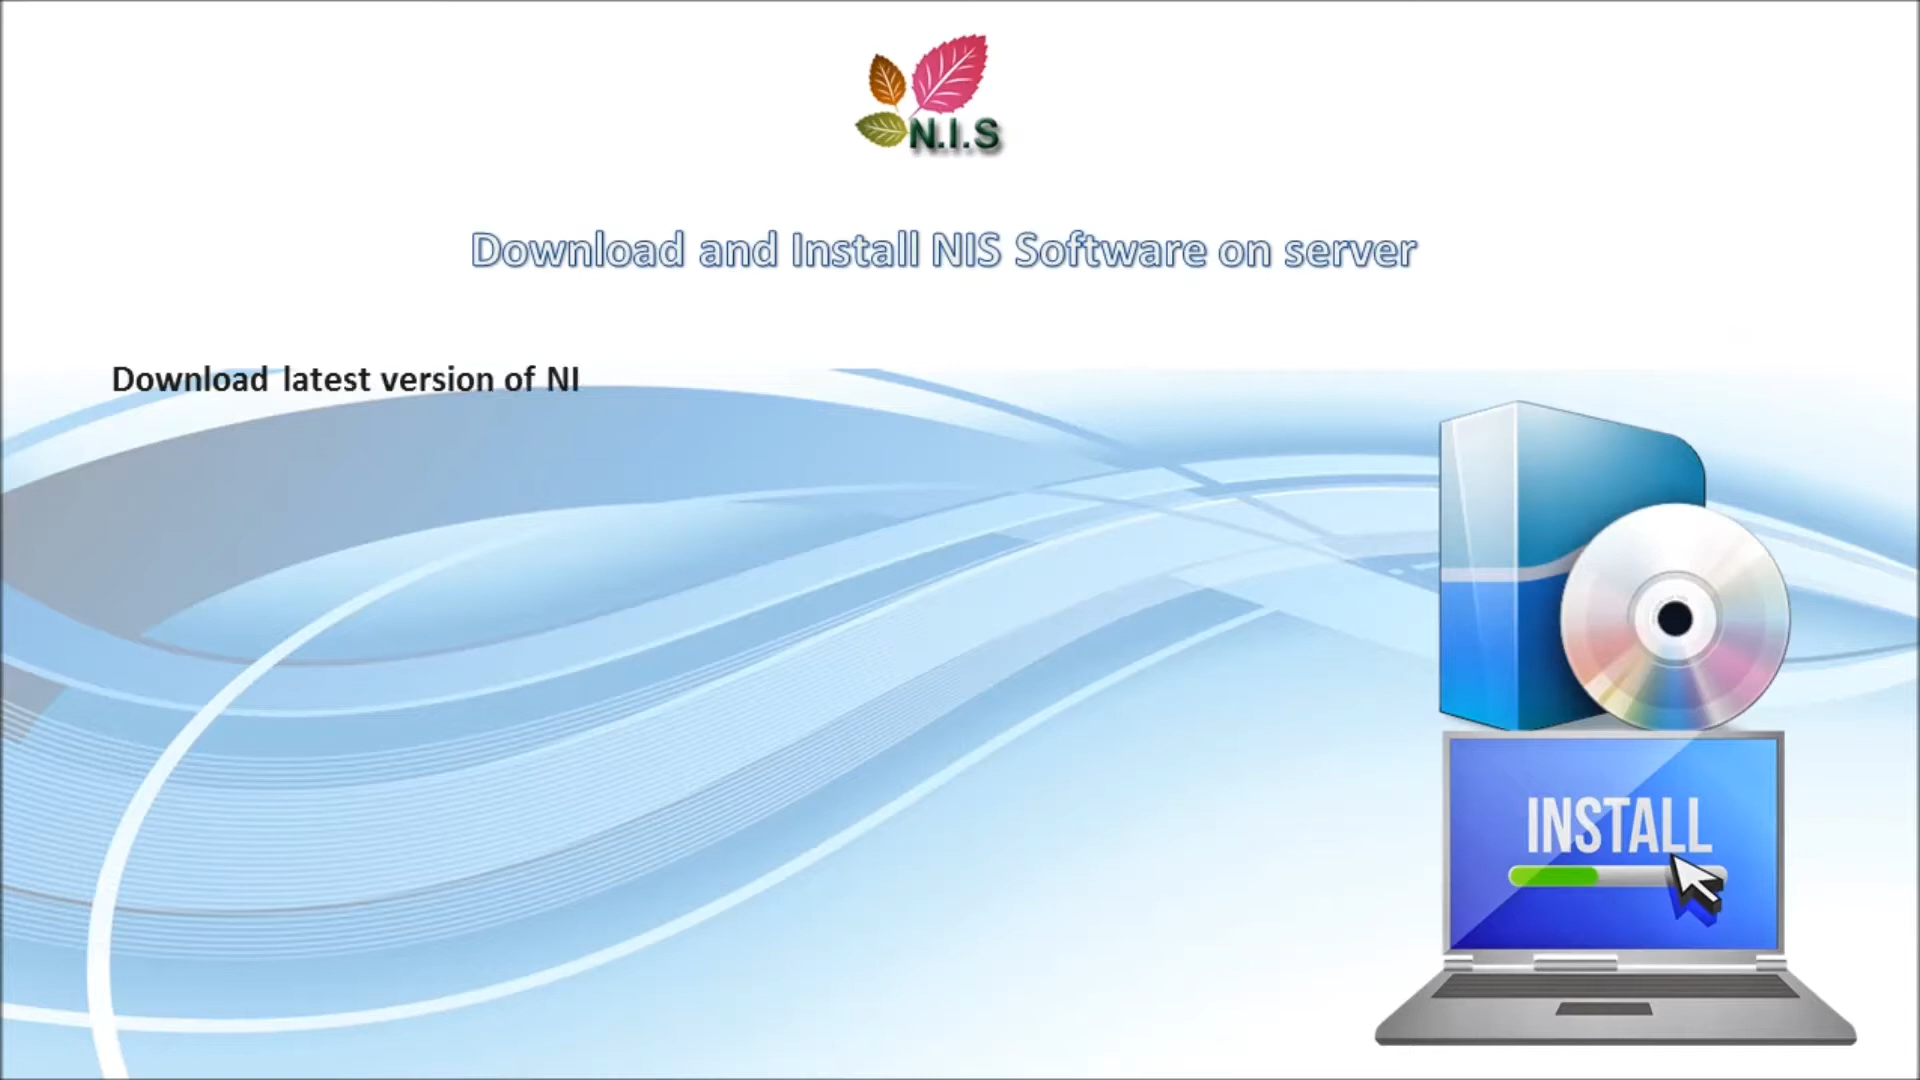 N.I.S
Download and Install NIS Software on server
Download latest version of NI
INSTALL